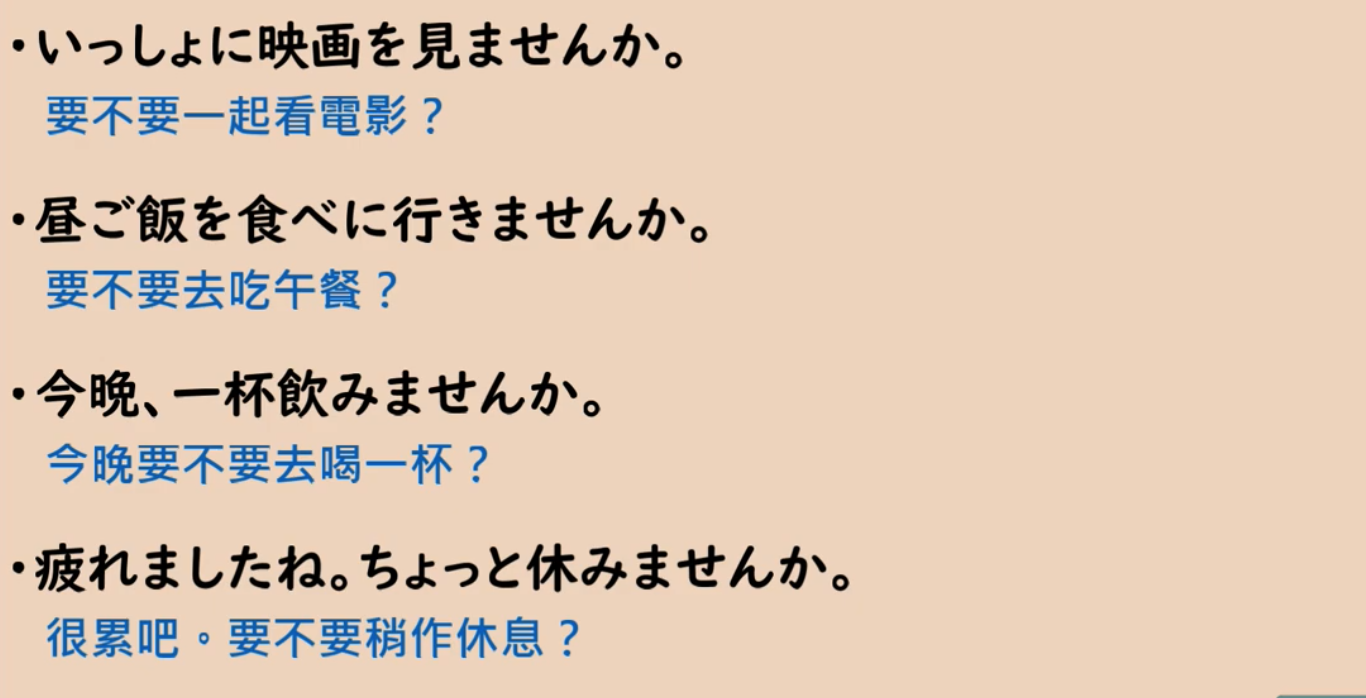 ・いっしょに映画を見ませんか。
要不要一起看電影？
・昼ご飯を食べに行きませんか。
要不要去吃午餐？
・今晩、一杯飲みませんか。
今晚要不要去喝一杯？
・疲れましたね。ちょっと休みませんか。
很累吧。要不要稍作休息？